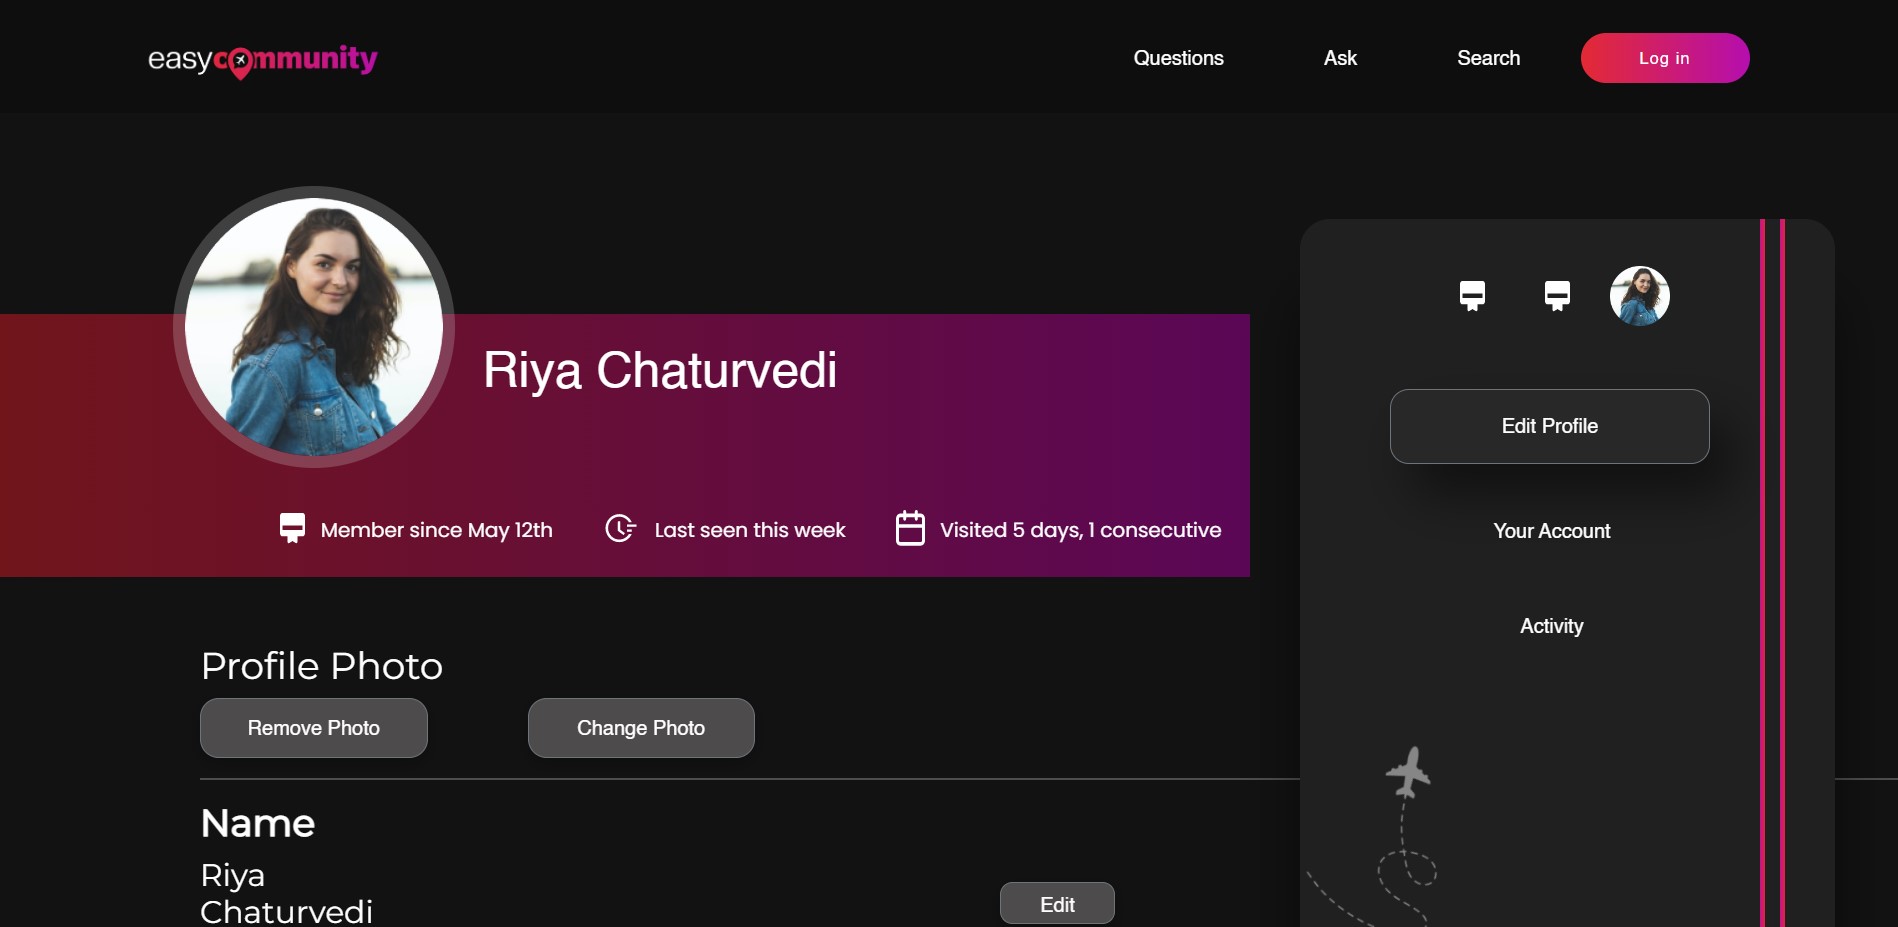 easycommunity
Questions
Ask
Search
Log in
Riya Chaturvedi
Member since May 12th
Last seen this week
Visited 5 days, 1 consecutive
Edit Profile
Your Account
Activity
Profile Photo
Remove Photo
Change Photo
Name
Riya
Chaturvedi
Edit